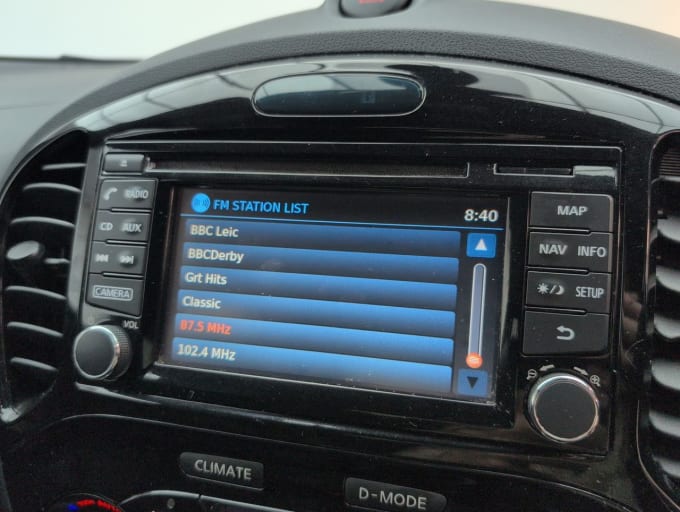 FM STATION LIST
8:40
BBC Leic
BBCDerby
Grt Hits
Classic
87.5 MHz
102.4 MHz
RADIO
CD AUX
CAMERA
VOL
MAP
NAV INFO
SETUP
CLIMATE
D-MODE